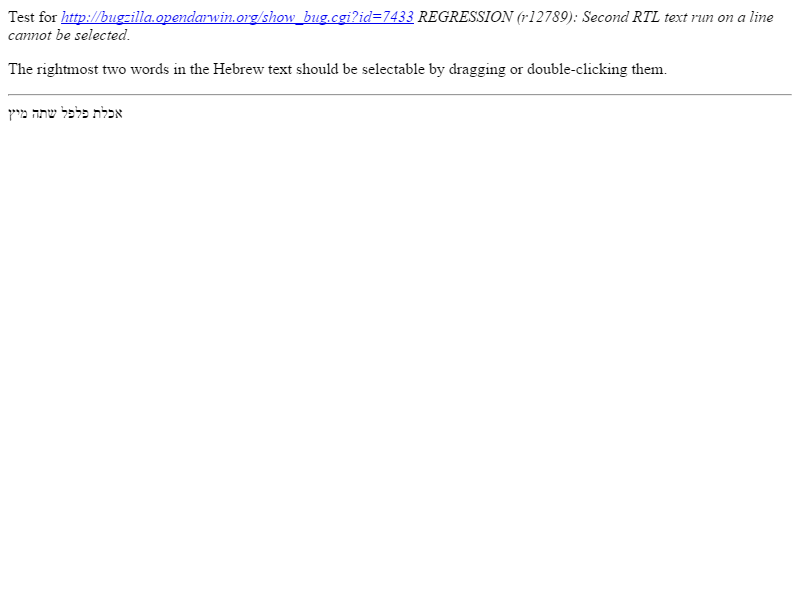 Test for http://bugzilla.opendarwin.org/show_bug.cgi?id=7433 REGRESSION (r12789): Second RTL text run on a line
cannot be selected.
The rightmost two words in the Hebrew text should be selectable by dragging or double-clicking them.
אכלת פלפל שתה מיץ